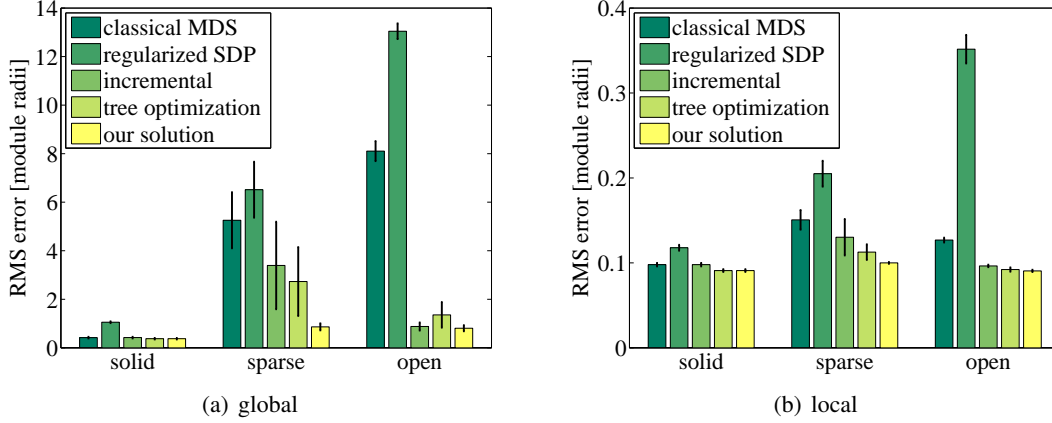 14
12
10
8
6
4
2
0
RMS error [module radii]
classical MDS
regularized SDP
incremental
tree optimization
our solution
solid sparse open
(a) global
0.4
0.3
0.2
0.1
0
RMS error [module radii]
classical MDS
regularized SDP
incremental
tree optimization
our solution
solid sparse open
(b) local